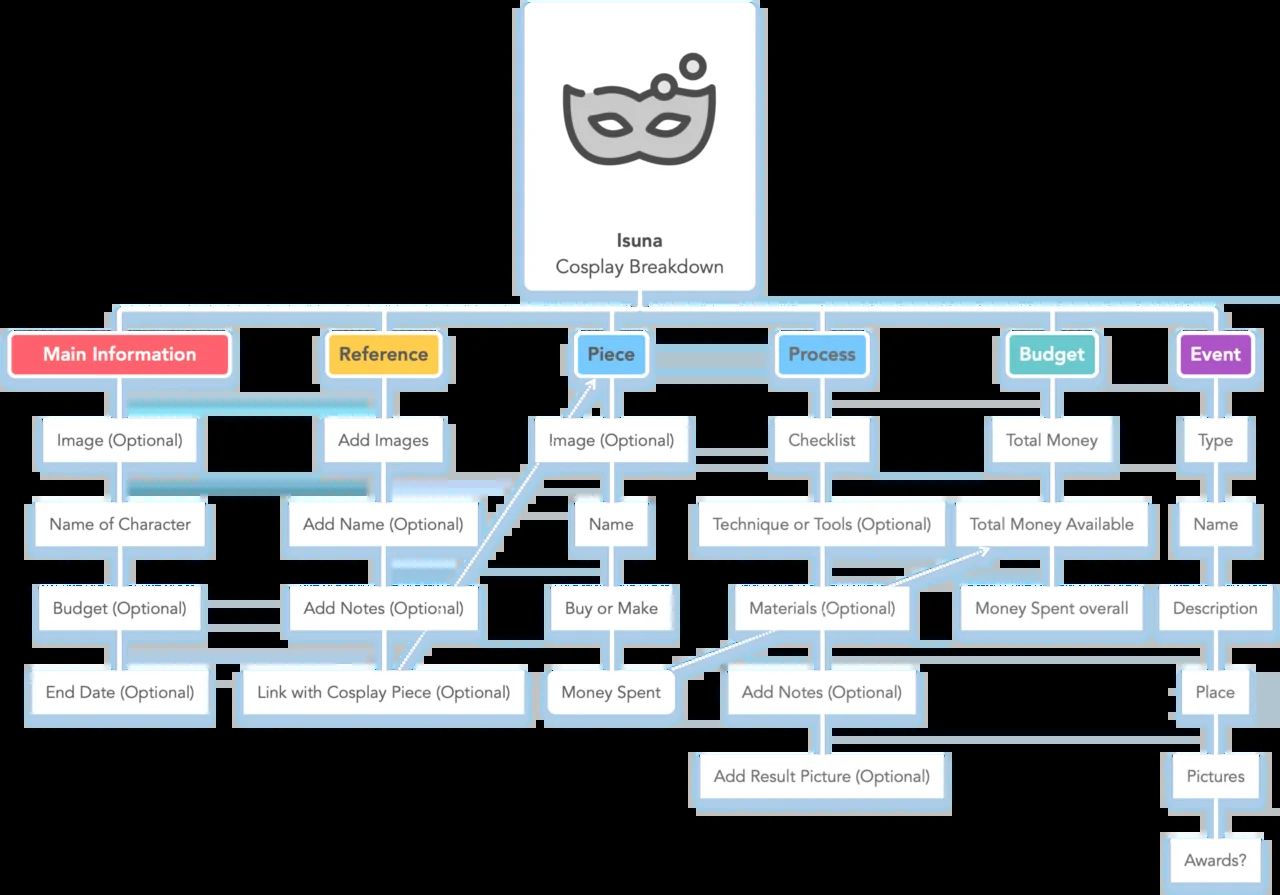 Isuna
Cosplay Breakdown
Main Information
Reference
Piece
Process
Budget
Event
Image (Optional)
Add Images
Image (Optional)
Checklist
Total Money
Type
Name of Character
Add Name (Optional)
Name
Technique or Tools (Optional)
Total Money Available
Name
Budget (Optional)
Add Notes (Optional)
Buy or Make
Materials (Optional)
Money Spent overall
Description
End Date (Optional)
Link with Cosplay Piece (Optional)
Money Spent
Add Notes (Optional)
Place
Add Result Picture (Optional)
Pictures
Awards?